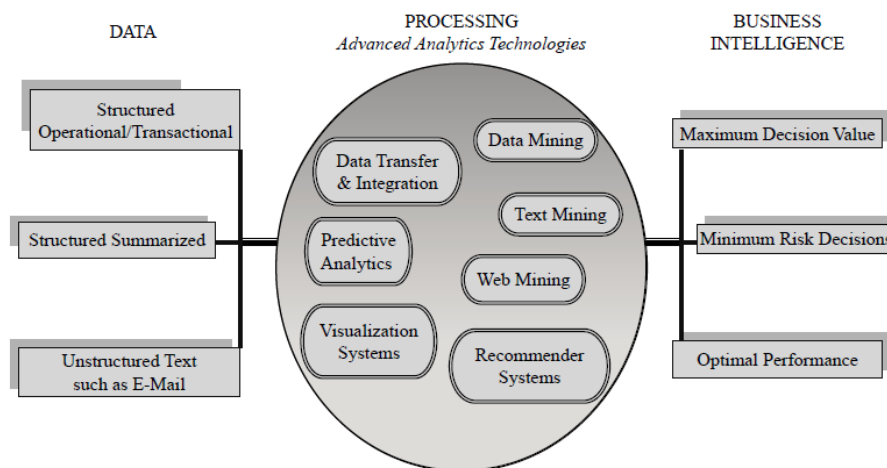 DATA
PROCESSING
Advanced Analytics Technologies
BUSINESS
INTELLIGENCE
Structured
Operational/Transactional
Structured Summarized
Unstructured Text
such as E-Mail
Data Transfer
& Integration
Predictive
Analytics
Visualization
Systems
Data Mining
Text Mining
Web Mining
Recommender
Systems
Maximum Decision Value
Minimum Risk Decisions
Optimal Performance